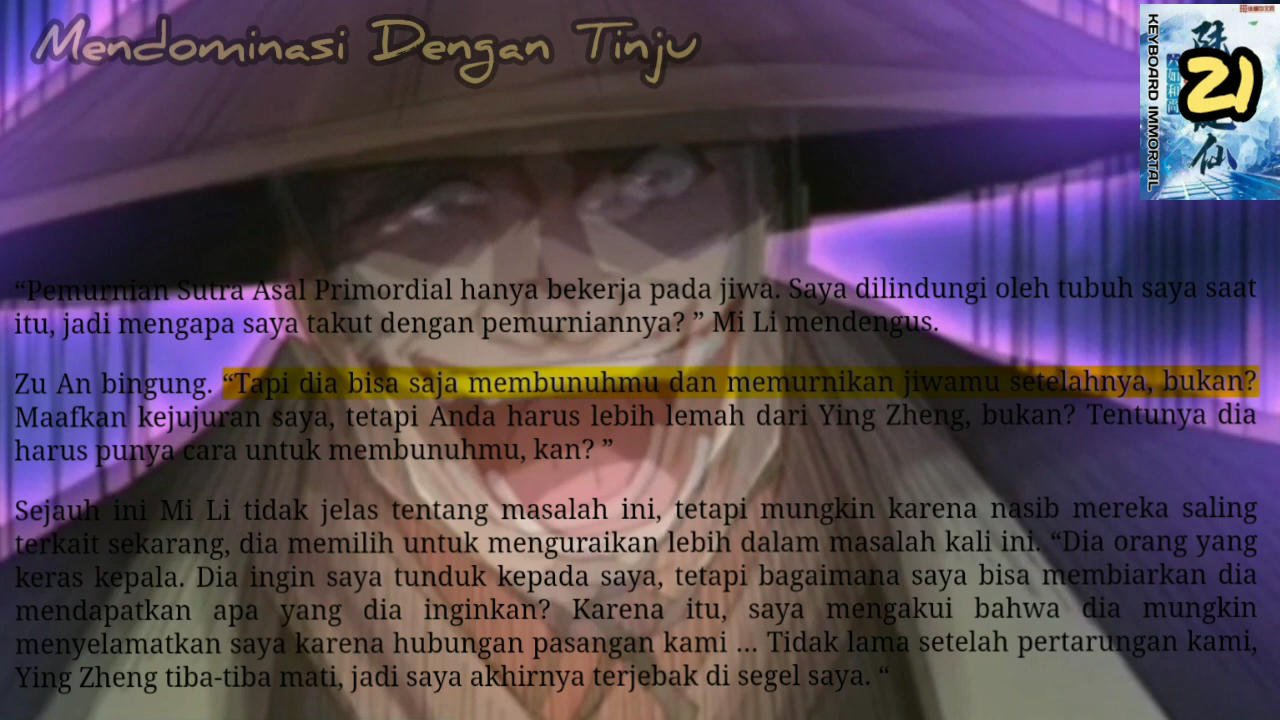 Mendominasi Dengan Tinju
KEYBOARD IMMORTAL
21
六如和尚
仙
“Pemurnian Sutra Asal Primordial hanya bekerja pada jiwa. Saya dilindungi oleh tubuh saya saat
itu, jadi mengapa saya takut dengan pemurniannya? ” Mi Li mendengus.
Zu An bingung. “Tapi dia bisa saja membunuhmu dan memurnikan jiwamu setelahnya, bukan?
Maafkan kejujuran saya, tetapi Anda harus lebih lemah dari Ying Zheng, bukan? Tentunya dia
harus punya cara untuk membunuhmu, kan? ”
Sejauh ini Mi Li tidak jelas tentang masalah ini, tetapi mungkin karena nasib mereka saling
terkait sekarang, dia memilih untuk menguraikan lebih dalam masalah kali ini. “Dia orang yang
keras kepala. Dia ingin saya tunduk kepada saya, tetapi bagaimana saya bisa membiarkan dia
mendapatkan apa yang dia inginkan? Karena itu, saya mengakui bahwa dia mungkin
menyelamatkan saya karena hubungan pasangan kami ... Tidak lama setelah pertarungan kami,
Ying Zheng tiba-tiba mati, jadi saya akhirnya terjebak di segel saya. “